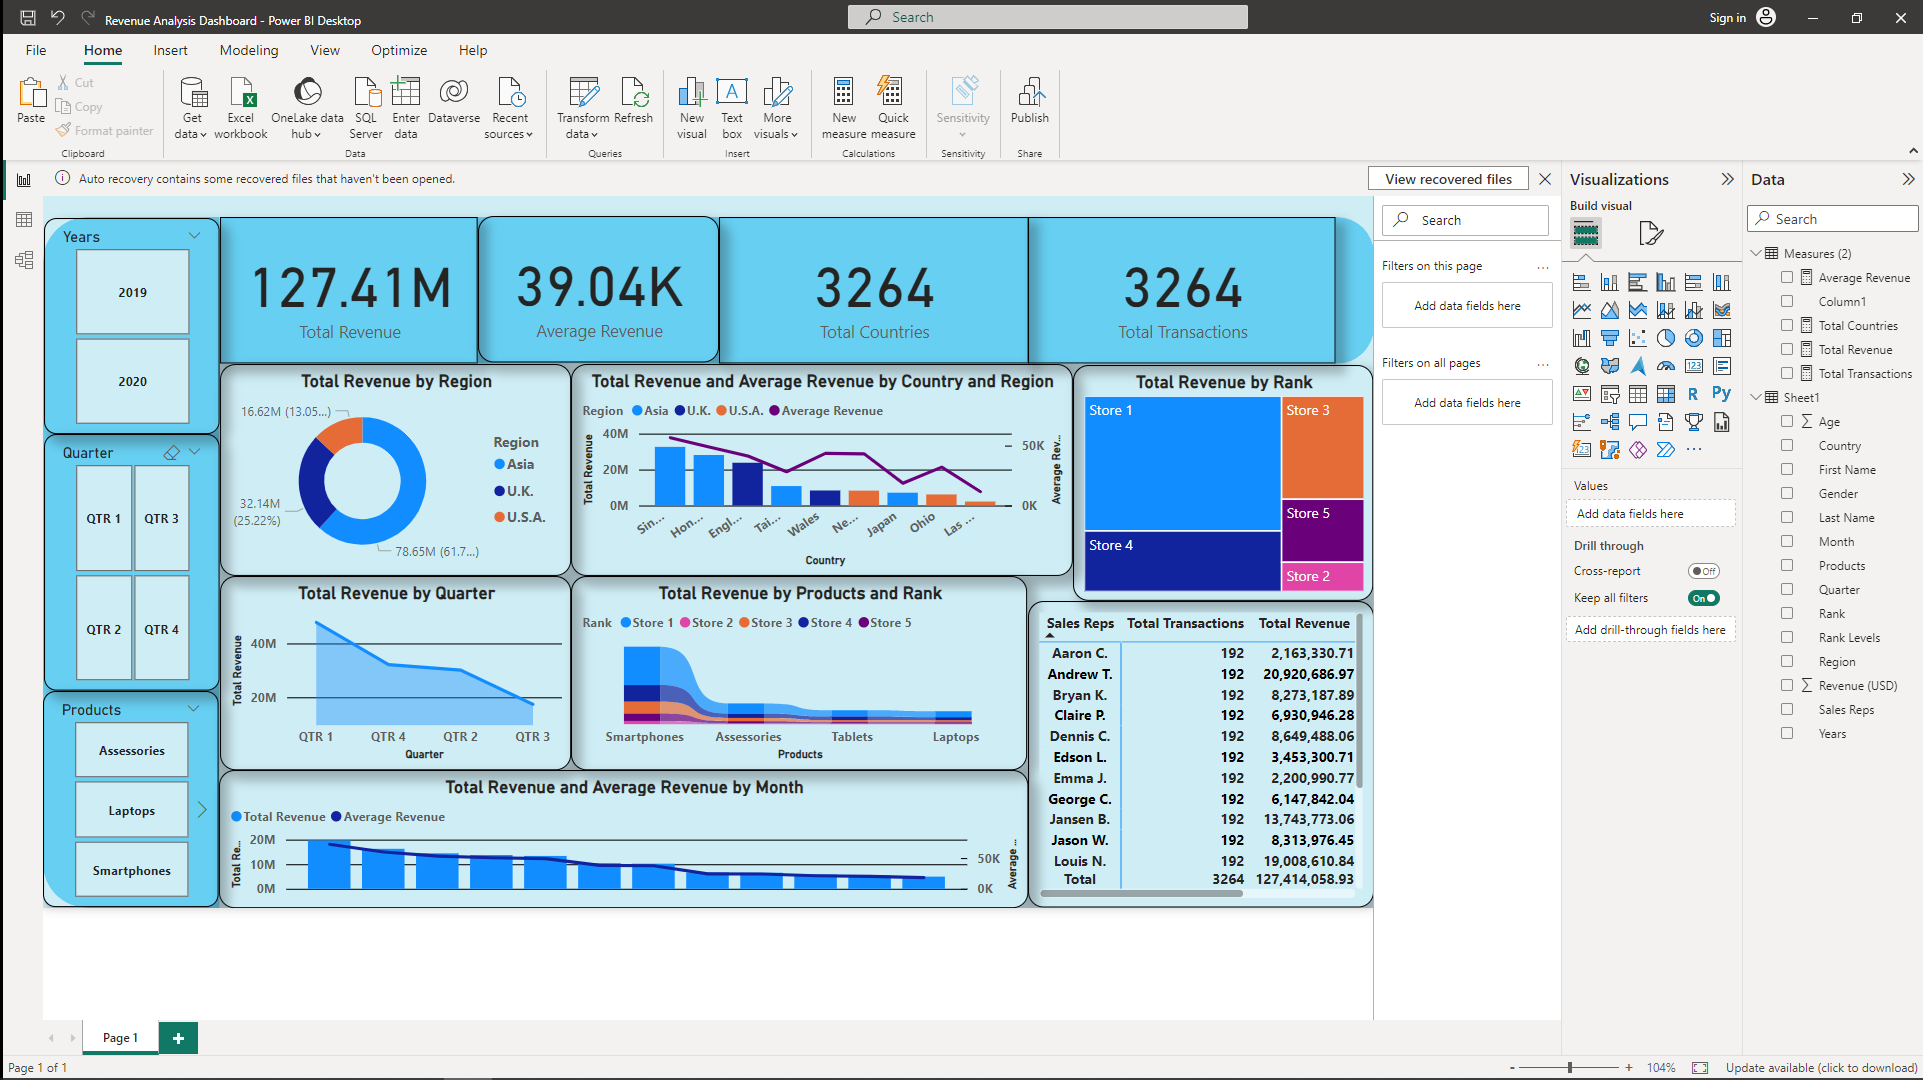 Revenue Analysis Dashboard - Power BI Desktop
Search
Sign in
File Home Insert Modeling View Optimize Help
Paste
Cut
Copy
Format painter
Clipboard
Get data
Excel workbook
OneLake data hub
SQL Server
Enter data
Dataverse
Recent sources
Data
Transform data
Refresh
Queries
New visual
Text box
A
More visuals
Insert
New measure
Quick measure
Calculations
Sensitivity
Sensitivity
Publish
Share
Auto recovery contains some recovered files that haven't been opened.
View recovered files
Years
2019
2020
Quarter
QTR 1
QTR 3
QTR 2
QTR 4
Products
Assessories
Laptops
Smartphones
127.41M
Total Revenue
39.04K
Average Revenue
3264
Total Countries
3264
Total Transactions
Total Revenue by Region
16.62M (13.05...)
32.14M
(25.22%)
78.65M (61.7...)
Region
Asia
U.K.
U.S.A.
Total Revenue and Average Revenue by Country and Region
Region Asia U.K. U.S.A. Average Revenue
Total Revenue
40M
20M
0M
50K
0K
Average Rev...
Sin...
Hon...
Engl...
Tai...
Wales
Ne...
Japan
Ohio
Las ...
Country
Total Revenue by Rank
Store 1
Store 3
Store 5
Store 4
Store 2
Total Revenue by Quarter
Total Revenue
40M
20M
QTR 1 QTR 4 QTR 2 QTR 3
Quarter
Total Revenue by Products and Rank
Rank Store 1 Store 2 Store 3 Store 4 Store 5
Smartphones Assessories Tablets Laptops
Products
Sales Reps Total Transactions Total Revenue
Aaron C. 192 2,163,330.71
Andrew T. 192 20,920,686.97
Bryan K. 192 8,273,187.89
Claire P. 192 6,930,946.28
Dennis C. 192 8,649,488.06
Edson L. 192 3,453,300.71
Emma J. 192 2,200,990.77
George C. 192 6,147,842.04
Jansen B. 192 13,743,773.06
Jason W. 192 8,313,976.45
Louis N. 192 19,008,610.84
Total 3264 127,414,058.93
Total Revenue and Average Revenue by Month
Total Revenue Average Revenue
Total Re...
20M
10M
0M
50K
0K
Average ...
Search
Filters on this page ...
Add data fields here
Filters on all pages ...
Add data fields here
Visualizations
Build visual
123
R Py
123
...
Values
Add data fields here
Drill through
Cross-report Off
Keep all filters On
Add drill-through fields here
Data
Search
Measures (2)
Average Revenue
Column1
Total Countries
Total Revenue
Total Transactions
Sheet1
Age
Country
First Name
Gender
Last Name
Month
Products
Quarter
Rank
Rank Levels
Region
Revenue (USD)
Sales Reps
Years
Page 1
+
Page 1 of 1
- + 104%
Update available (click to download)